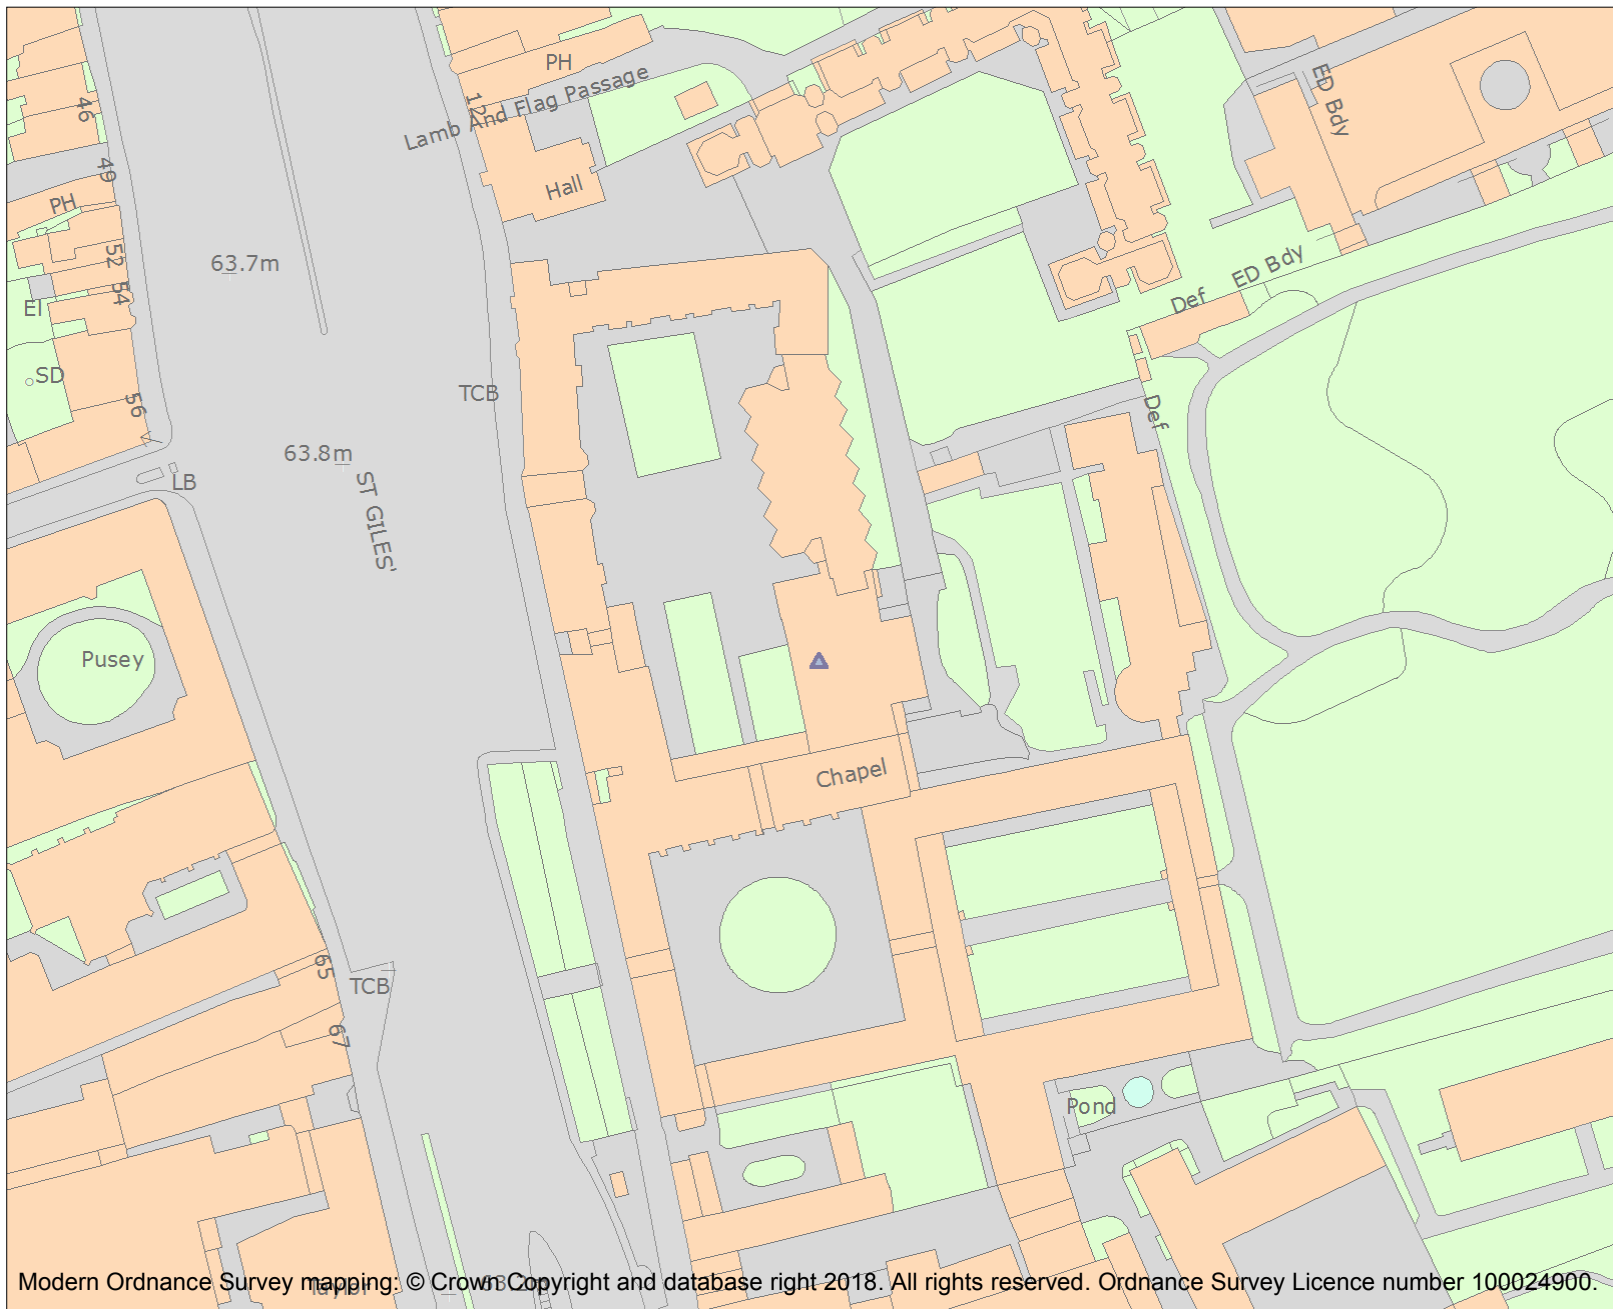 PH
12
Lamb And Flag Passage
46
ED Bdy
49
Hall
PH
52
63.7m
ED Bdy
54
Def
El
SD
TCB
56
Def
63.8m
LB
ST GILES'
Pusey
Chapel
65
TCB
67
Pond
Taylor
Modern Ordnance Survey mapping: © Crown Copyright and database right 2018. All rights reserved. Ordnance Survey Licence number 100024900.